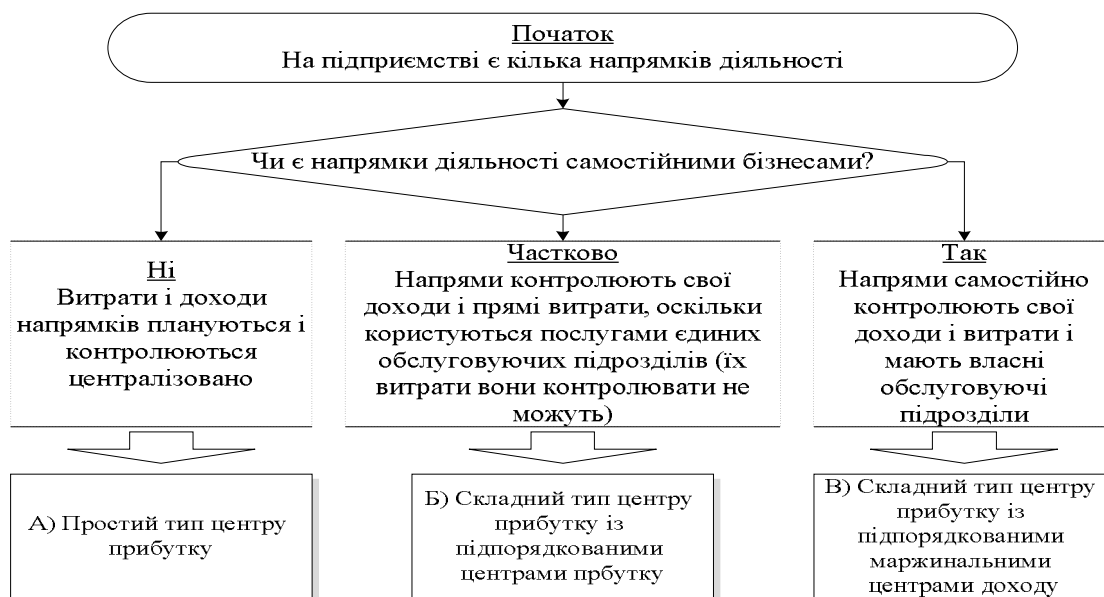 Початок
На підприємстві є кілька напрямків діяльності
Чи є напрямки діяльності самостійними бізнесами?
Ні
Витрати і доходи
напрямків плануються і
контролюються
централізовано
Частково
Напрями контролюють свої
доходи і прямі витрати, оскільки
користуються послугами єдиних
обслуговуючих підрозділів (їх
витрати вони контролювати не
можуть)
Так
Напрями самостійно
контролюють свої
доходи і витрати і
мають власні
обслуговуючі
підрозділи
А) Простий тип центру
прибутку
Б) Складний тип центру
прибутку із
підпорядкованими
центрами прбутку
В) Складний тип центру
прибутку із
підпорядкованими
маржинальними
центрами доходу